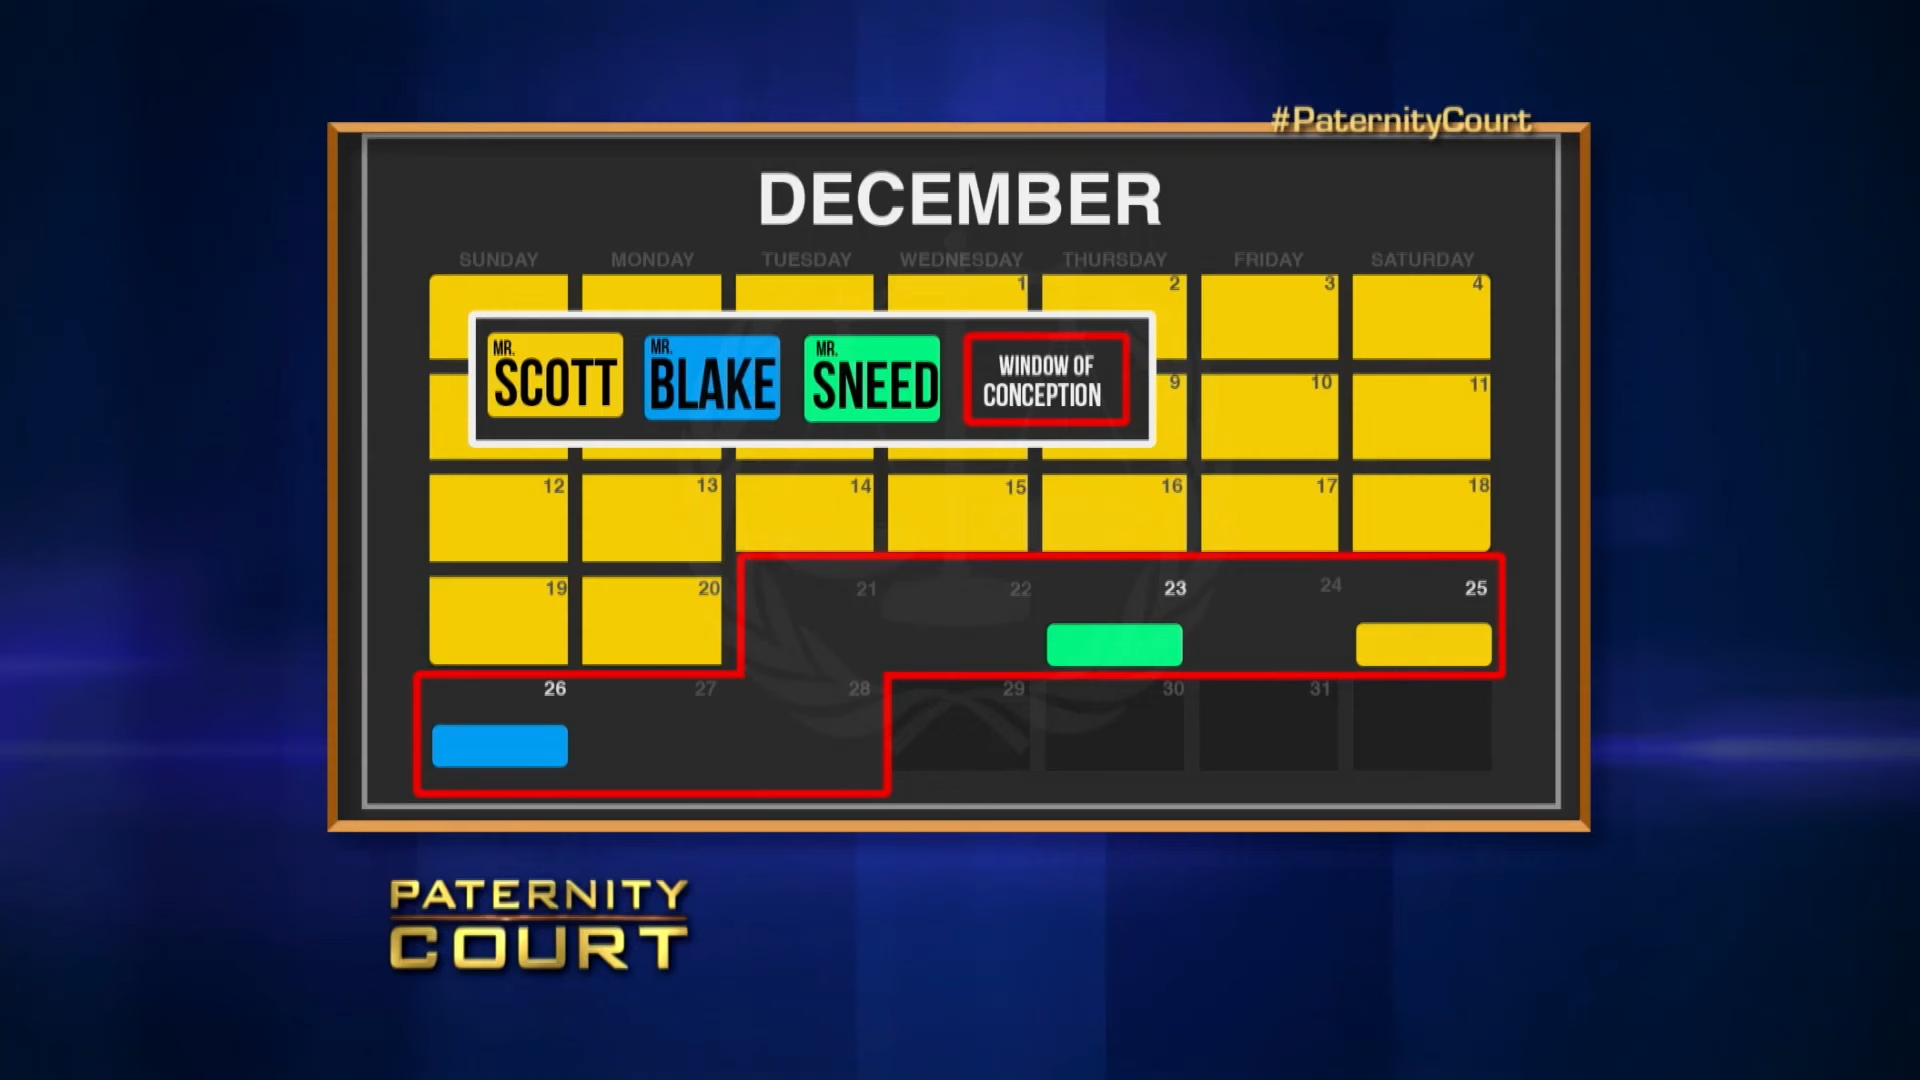 #PaternityCourt
DECEMBER
SUNDAY MONDAY TUESDAY WEDNESDAY THURSDAY FRIDAY SATURDAY
1 2 3 4
MR. SCOTT
MR. BLAKE
MR. SNEED
WINDOW OF
CONCEPTION
9 10 11
12 13 14 15 16 17 18
19 20 21 22 23 24 25
26 27 28 29 30 31
PATERNITY
COURT